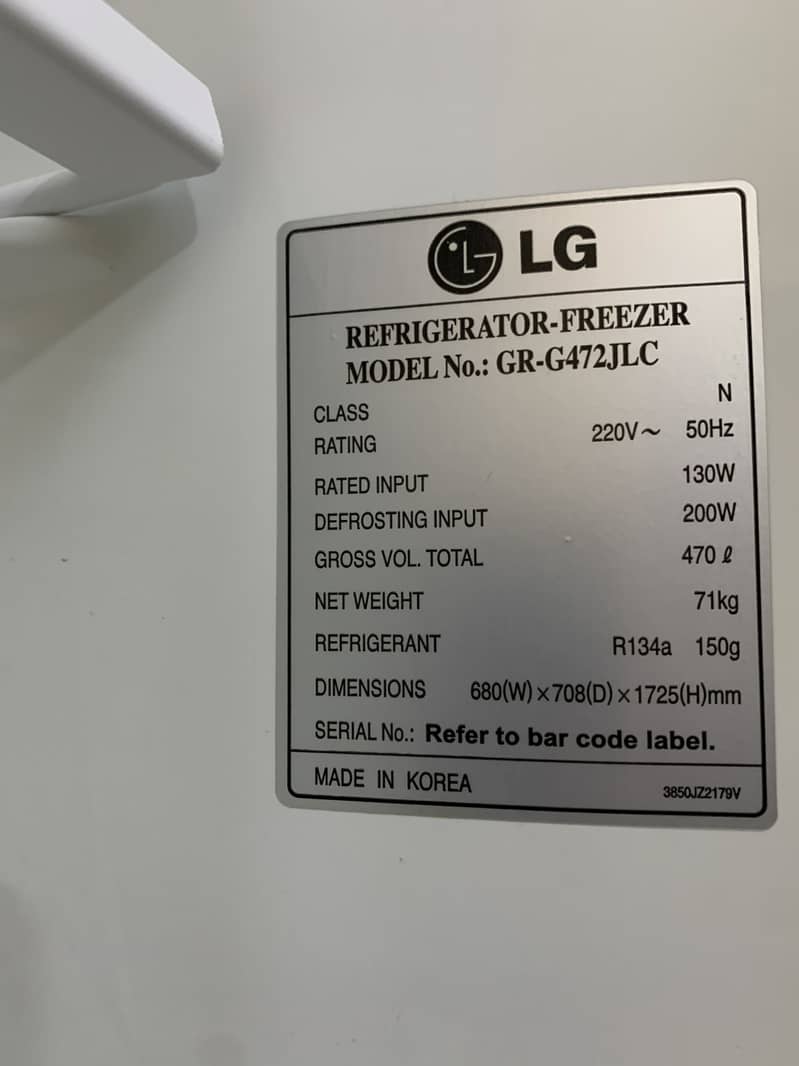 LG
REFRIGERATOR-FREEZER
MODEL No.: GR-G472JLC
CLASS N
RATING 220V~ 50Hz
RATED INPUT 130W
DEFROSTING INPUT 200W
GROSS VOL. TOTAL 470 ℓ
NET WEIGHT 71kg
REFRIGERANT R134a 150g
DIMENSIONS 680(W)×708(D)×1725(H)mm
SERIAL No.: Refer to bar code label.
MADE IN KOREA 3850JZ2179V